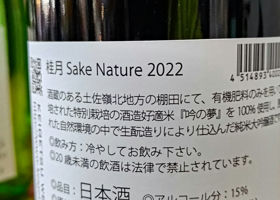 桂月 Sake Nature 2022
4 514893
酒蔵のある土佐嶺北地方の棚田にて、有機肥料のみを用い
培された特別栽培の酒造好適米『吟の夢』を100%使用し、
れた自然環境の中で生酛造りにより仕込んだ純米大吟醸
◎飲み方：冷やしてお飲み下さい。
◎20歳未満の飲酒は法律で禁止されています。
◎品目：日本酒 ◎アルコール分：15%